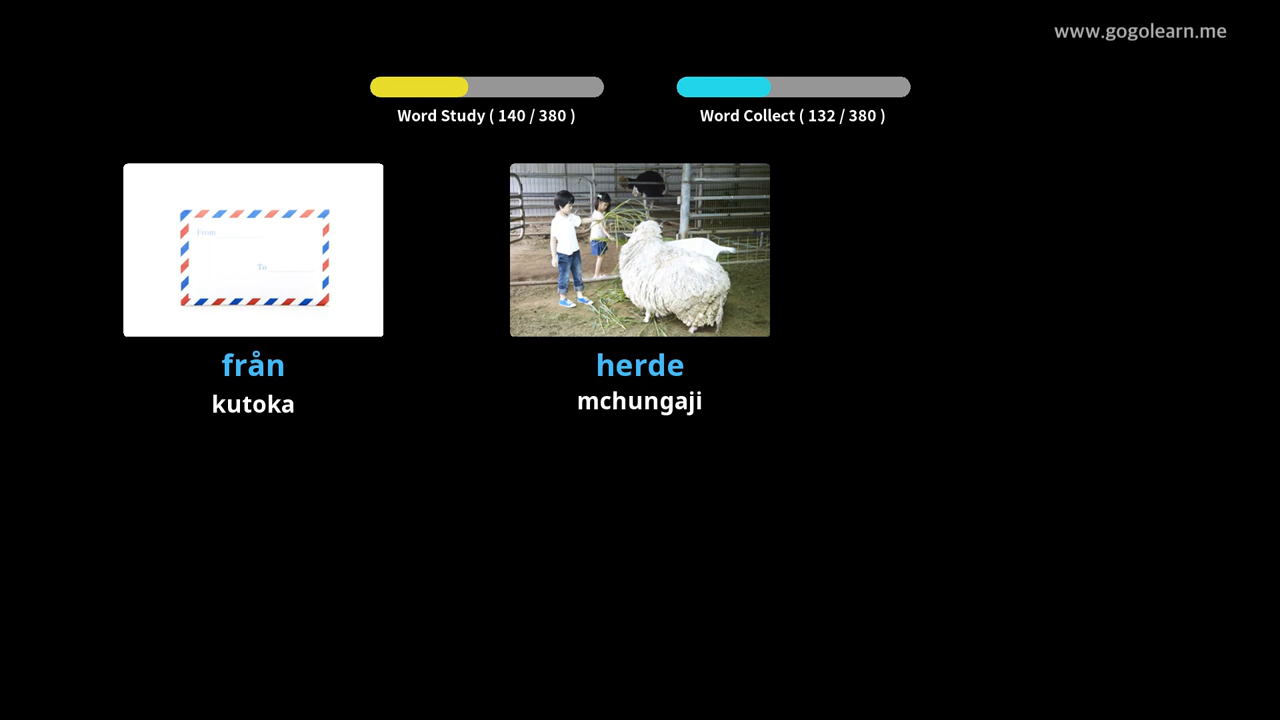 www.gogolearn.me
Word Study ( 140 / 380 )
Word Collect ( 132 / 380 )
From
To
från
herde
kutoka
mchungaji